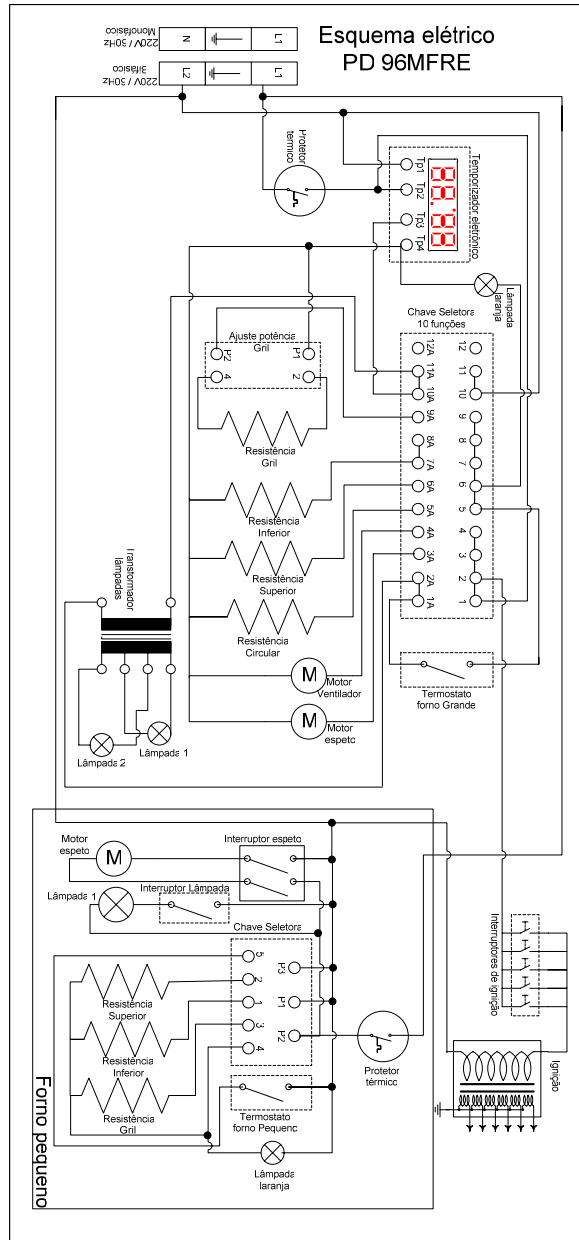 Esquema elétrico
PD 96MFRE
220V / 50Hz
Monofásico
N
L1
220V / 50Hz
Bifásico
L2
L1
Protetor
térmico
Tp1
Tp2
Tp3
Tp4
88:88
Temporizador eletrônico
Lâmpada
laranja
Chave Seletora
10 funções
12A
12
11A
11
10A
10
9A
9
8A
8
7A
7
6A
6
5A
5
4A
4
3A
3
2A
2
1A
1
Ajuste potência
Gril
P2
P1
4
2
Resistência
Gril
Resistência
Inferior
Resistência
Superior
Resistência
Circular
Transformador
lâmpadas
Lâmpada 2
Lâmpada 1
M
Motor
Ventilador
M
Motor
espeto
Termostato
forno Grande
Motor
espeto
M
Interruptor espeto
Lâmpada 1
Interruptor Lâmpada
Chave Seletora
5
2
1
3
4
P3
P1
P2
Resistência
Superior
Resistência
Inferior
Resistência
Gril
Protetor
térmico
Termostato
forno Pequeno
Lâmpada
laranja
Forno pequeno
Interruptores de ignição
Ignição